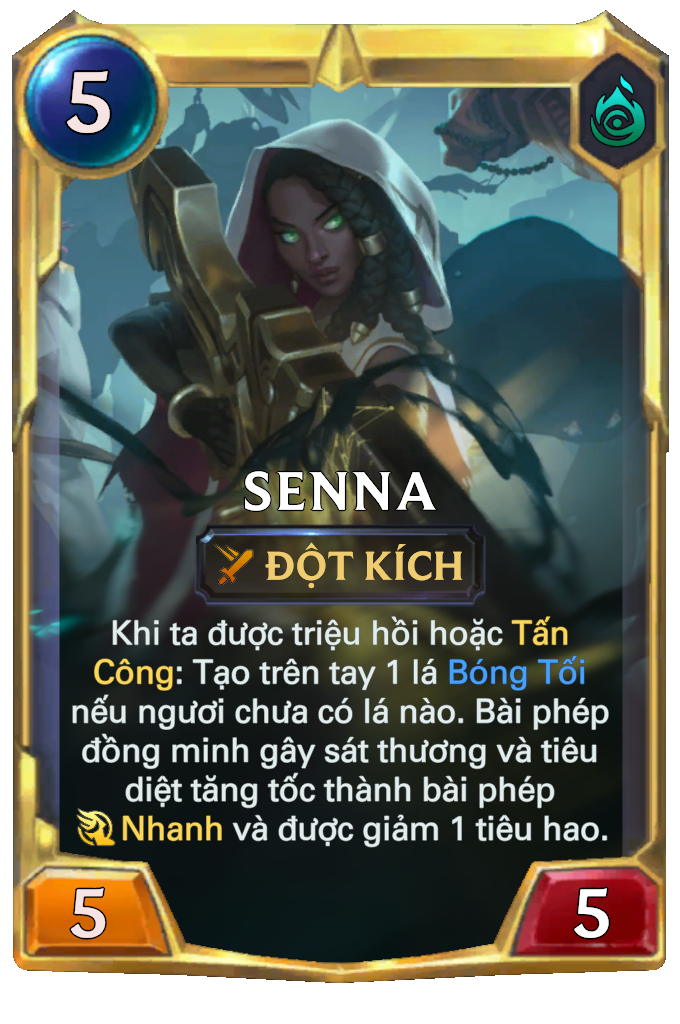 5
SENNA
ĐỘT KÍCH
Khi ta được triệu hồi hoặc Tấn
Công: Tạo trên tay 1 lá Bóng Tối
nếu ngươi chưa có lá nào. Bài phép
đồng minh gây sát thương và tiêu
diệt tăng tốc thành bài phép
Nhanh và được giảm 1 tiêu hao.
5 5